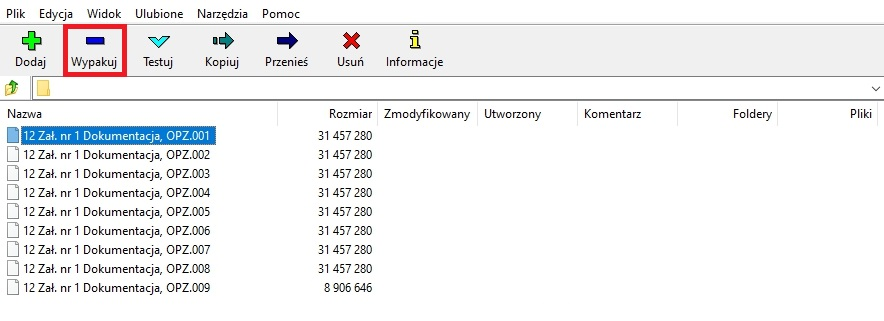 Plik Edycja Widok Ulubione Narzędzia Pomoc
Dodaj Wypakuj Testuj Kopiuj Przenieś Usuń Informacje
Nazwa Rozmiar Zmodyfikowany Utworzony Komentarz Foldery Pliki
12 Zał. nr 1 Dokumentacja, OPZ.001 31 457 280
12 Zał. nr 1 Dokumentacja, OPZ.002 31 457 280
12 Zał. nr 1 Dokumentacja, OPZ.003 31 457 280
12 Zał. nr 1 Dokumentacja, OPZ.004 31 457 280
12 Zał. nr 1 Dokumentacja, OPZ.005 31 457 280
12 Zał. nr 1 Dokumentacja, OPZ.006 31 457 280
12 Zał. nr 1 Dokumentacja, OPZ.007 31 457 280
12 Zał. nr 1 Dokumentacja, OPZ.008 31 457 280
12 Zał. nr 1 Dokumentacja, OPZ.009 8 906 646